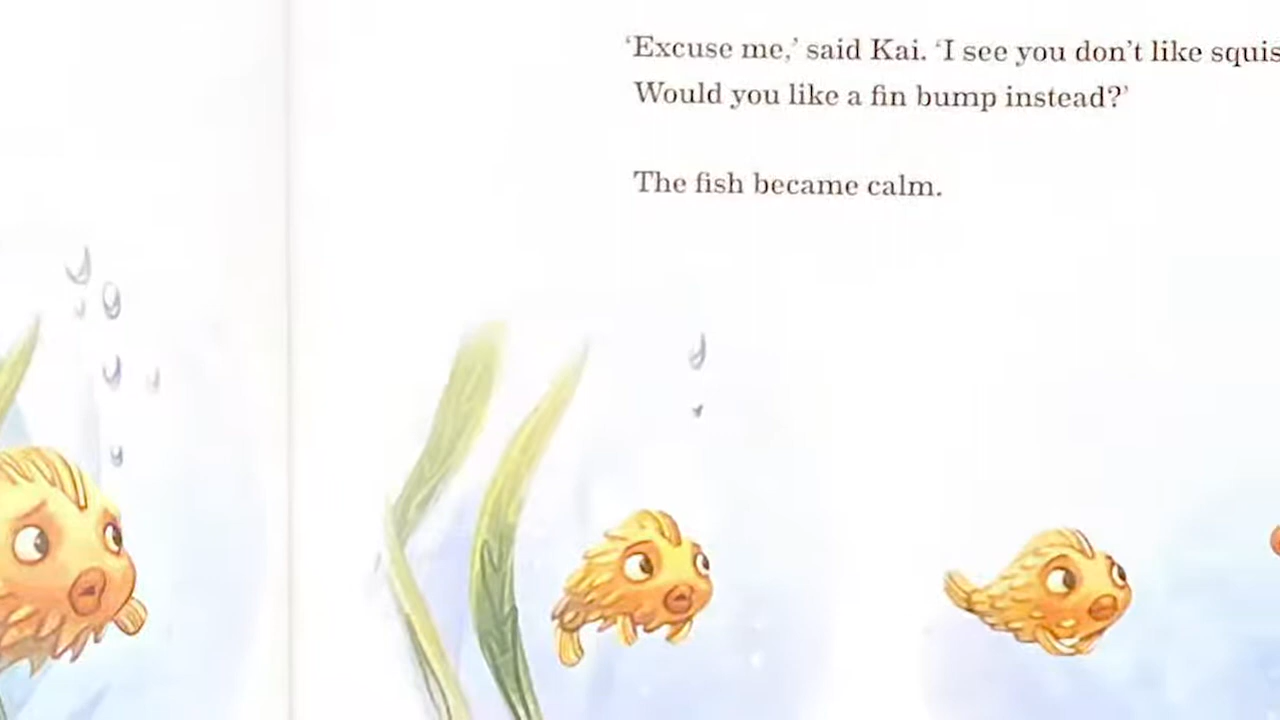 ‘Excuse me,’ said Kai. ‘I see you don’t like
Would you like a fin bump instead?’
The fish became calm.